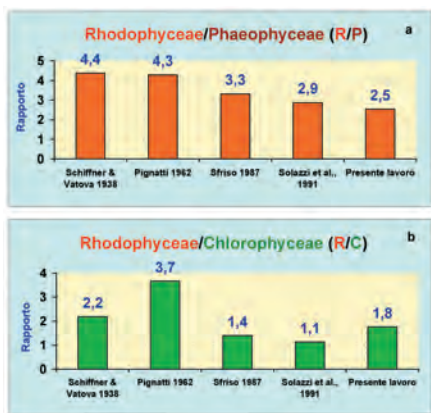 Rhodophyceae/Phaeophyceae (R/P)
a
Rapporto
5
4
3
2
1
0
4,4
4,3
3,3
2,9
2,5
Schiffner & Vatova 1938
Pignatti 1962
Sfriso 1987
Solazzi et al., 1991
Presente lavoro
Rhodophyceae/Chlorophyceae (R/C)
b
Rapporto
4
3
2
1
0
2,2
3,7
1,4
1,1
1,8
Schiffner & Vatova 1938
Pignatti 1962
Sfriso 1987
Solazzi et al., 1991
Presente lavoro